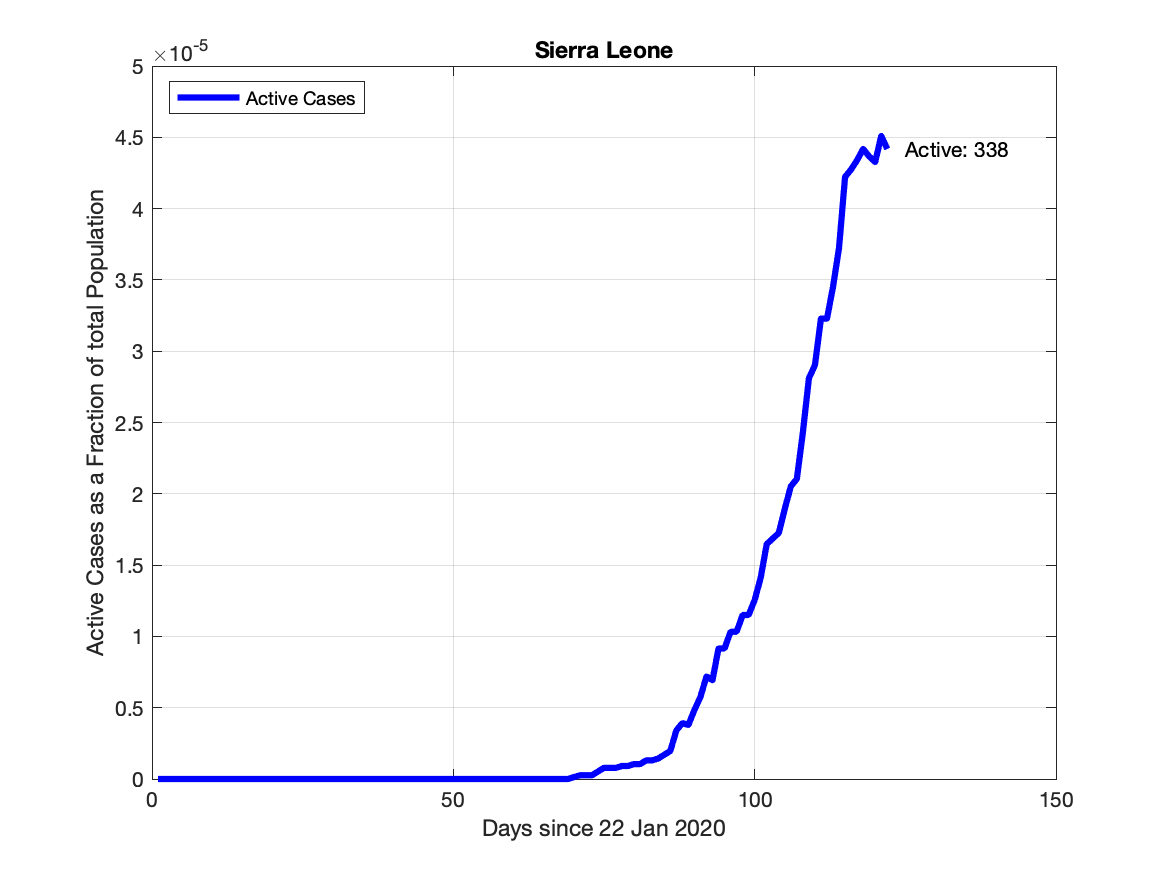 Sierra Leone
×10-5
Active Cases
Active: 338
5
4.5
4
3.5
3
2.5
2
1.5
1
0.5
0
Active Cases as a Fraction of total Population
0 50 100 150
Days since 22 Jan 2020